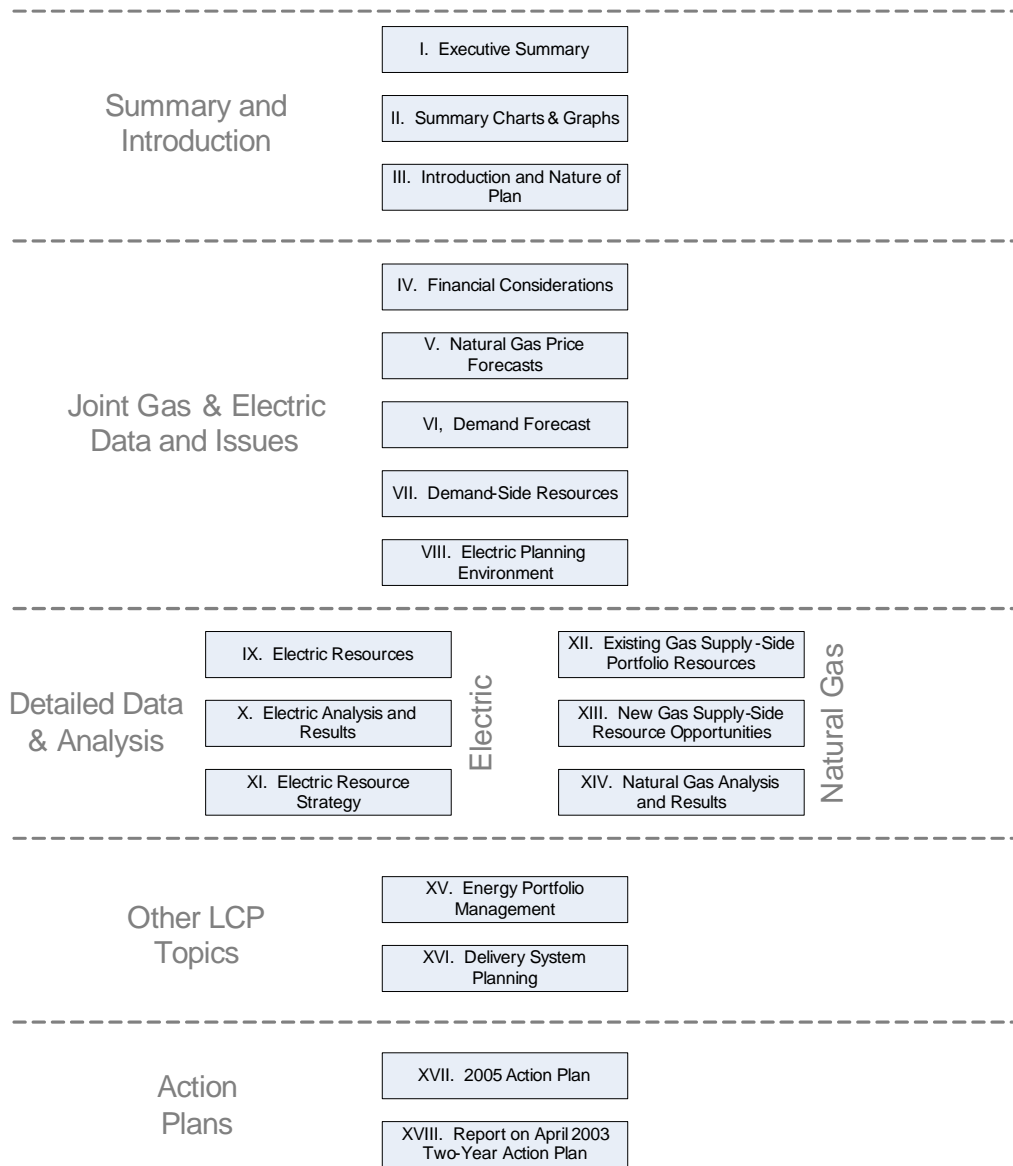 Summary and
Introduction
I. Executive Summary
II. Summary Charts & Graphs
III. Introduction and Nature of
Plan
Joint Gas & Electric
Data and Issues
IV. Financial Considerations
V. Natural Gas Price
Forecasts
VI, Demand Forecast
VII. Demand-Side Resources
VIII. Electric Planning
Environment
Detailed Data
& Analysis
IX. Electric Resources
X. Electric Analysis and
Results
XI. Electric Resource
Strategy
Electric
XII. Existing Gas Supply-Side
Portfolio Resources
XIII. New Gas Supply-Side
Resource Opportunities
XIV. Natural Gas Analysis
and Results
Natural Gas
Other LCP
Topics
XV. Energy Portfolio
Management
XVI. Delivery System
Planning
Action
Plans
XVII. 2005 Action Plan
XVIII. Report on April 2003
Two-Year Action Plan